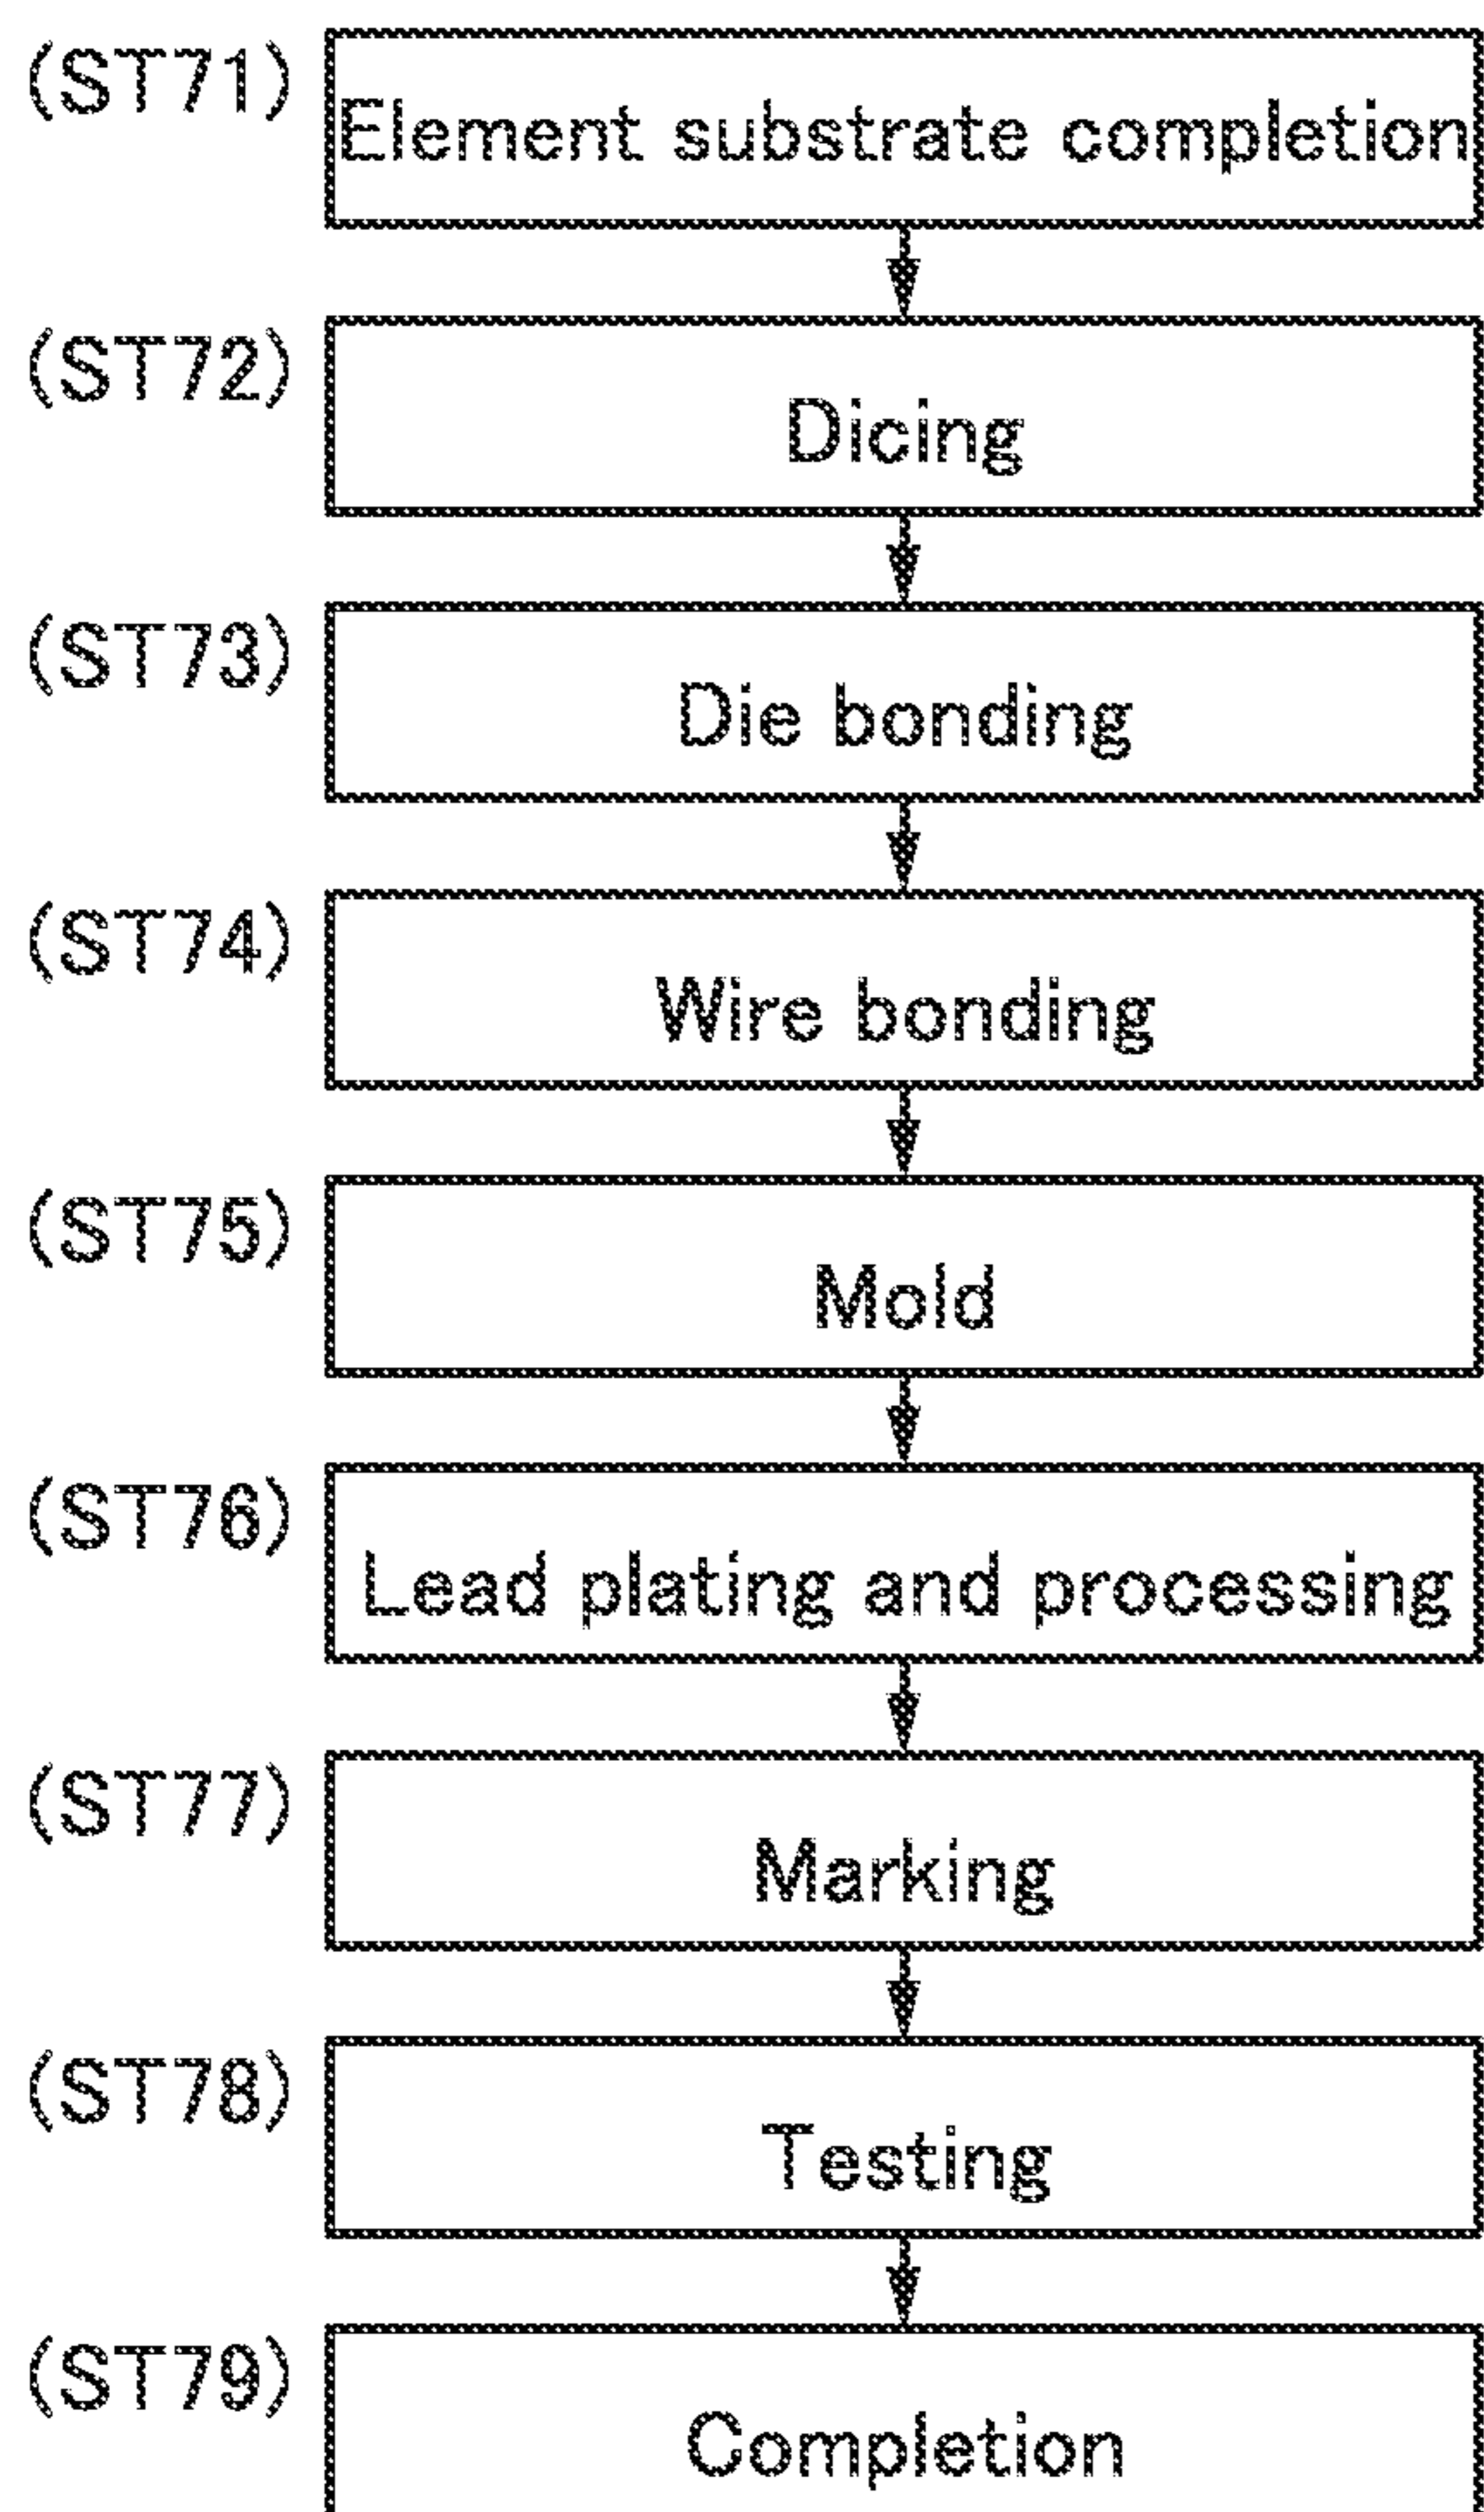 (ST71) Element substrate completion
(ST72) Dicing
(ST73) Die bonding
(ST74) Wire bonding
(ST75) Mold
(ST76) Lead plating and processing
(ST77) Marking
(ST78) Testing
(ST79) Completion